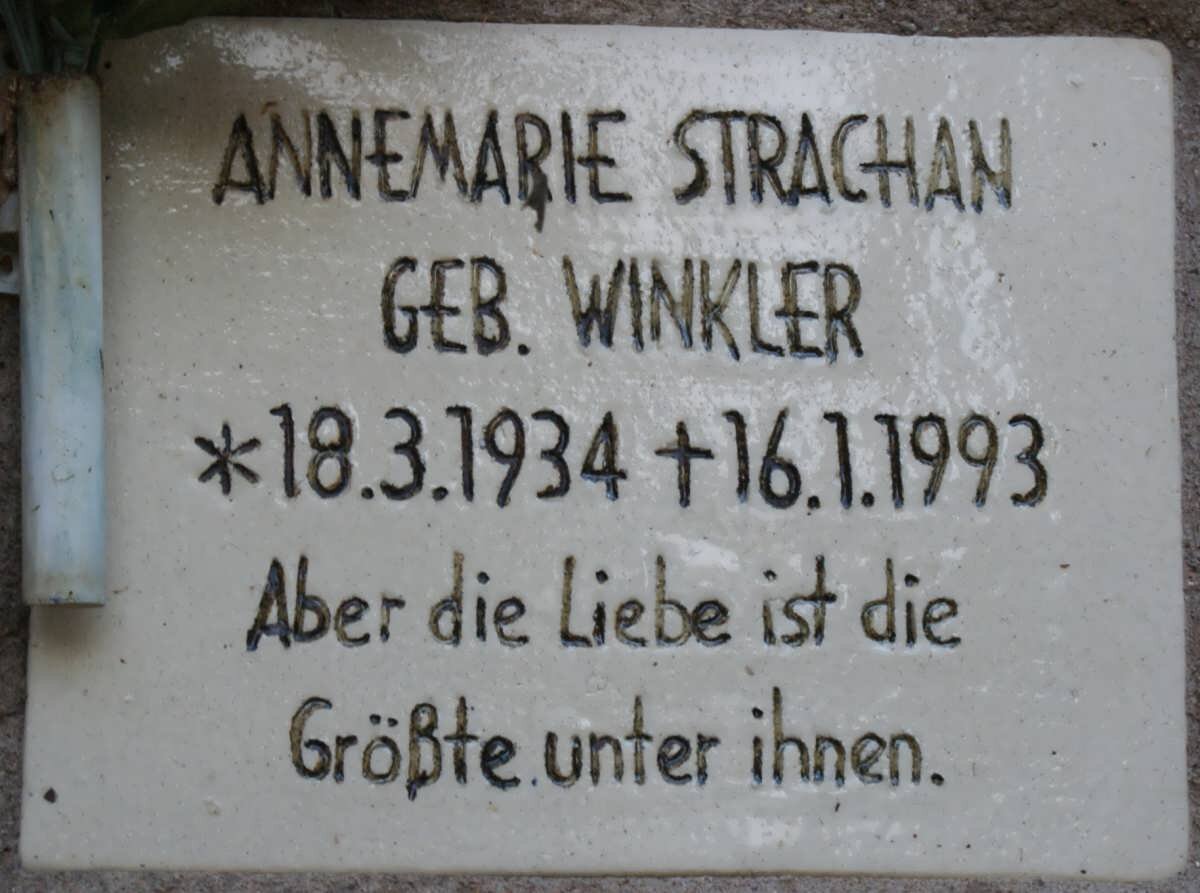 ANNEMARIE STRACHAN
GEB. WINKLER
*18.3.1934 †16.1.1993
Aber die Liebe ist die
Größte unter ihnen.